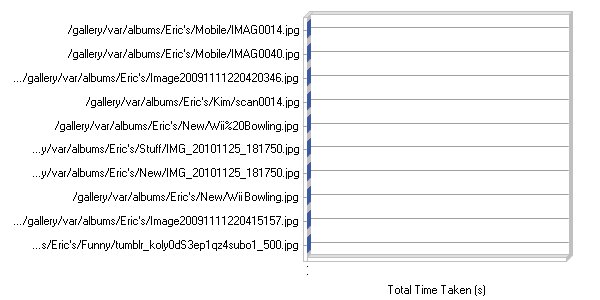 /gallery/var/albums/Eric's/Mobile/IMAG0014.jpg
/gallery/var/albums/Eric's/Mobile/IMAG0040.jpg
.../gallery/var/albums/Eric's/Image20091111220420346.jpg
/gallery/var/albums/Eric's/Kim/scan0014.jpg
/gallery/var/albums/Eric's/New/Wii%20Bowling.jpg
...y/var/albums/Eric's/Stuff/IMG_20101125_181750.jpg
...y/var/albums/Eric's/New/IMG_20101125_181750.jpg
/gallery/var/albums/Eric's/New/Wii Bowling.jpg
.../gallery/var/albums/Eric's/Image20091111220415157.jpg
...s/Eric's/Funny/tumblr_koly0dS3ep1qz4subo1_500.jpg
Total Time Taken (s)